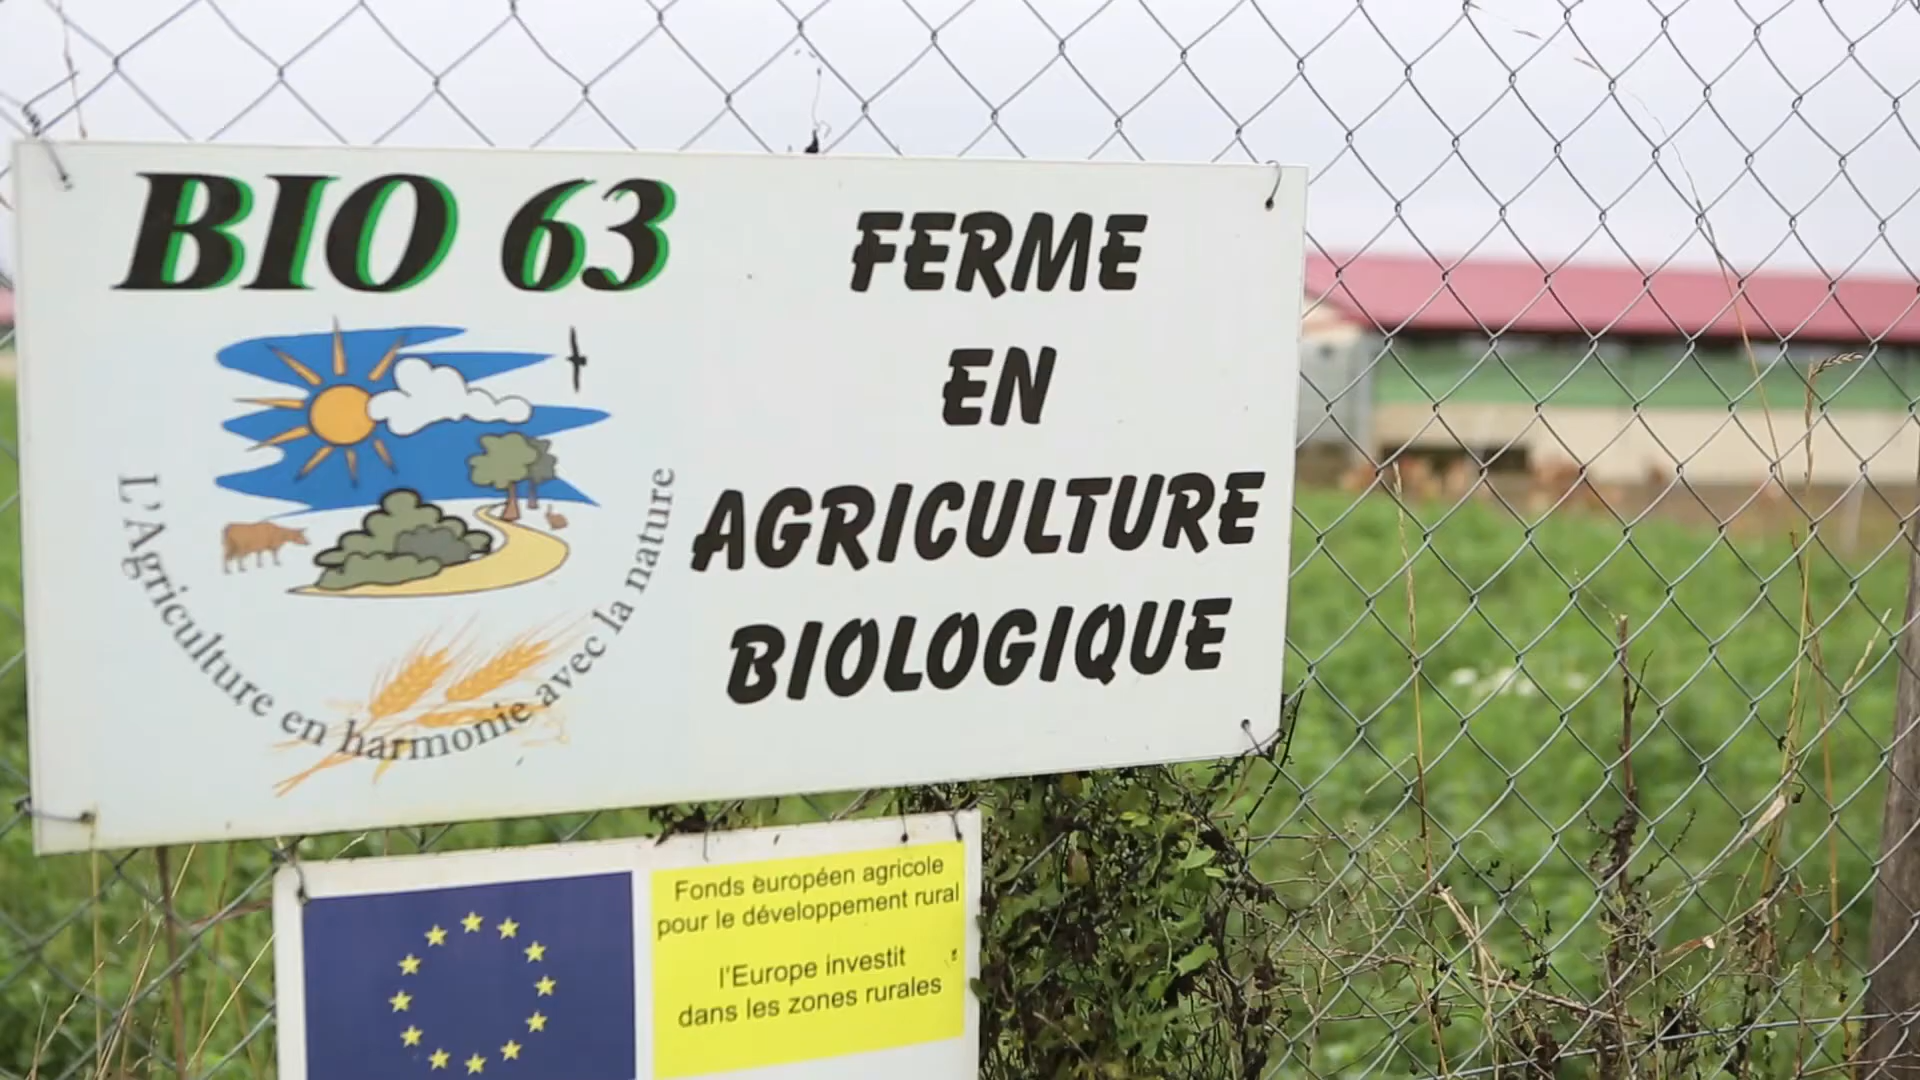 BIO 63
L'Agriculture en harmonie avec la nature
FERME
EN
AGRICULTURE
BIOLOGIQUE
Fonds européen agricole
pour le développement rural
l'Europe investit
dans les zones rurales